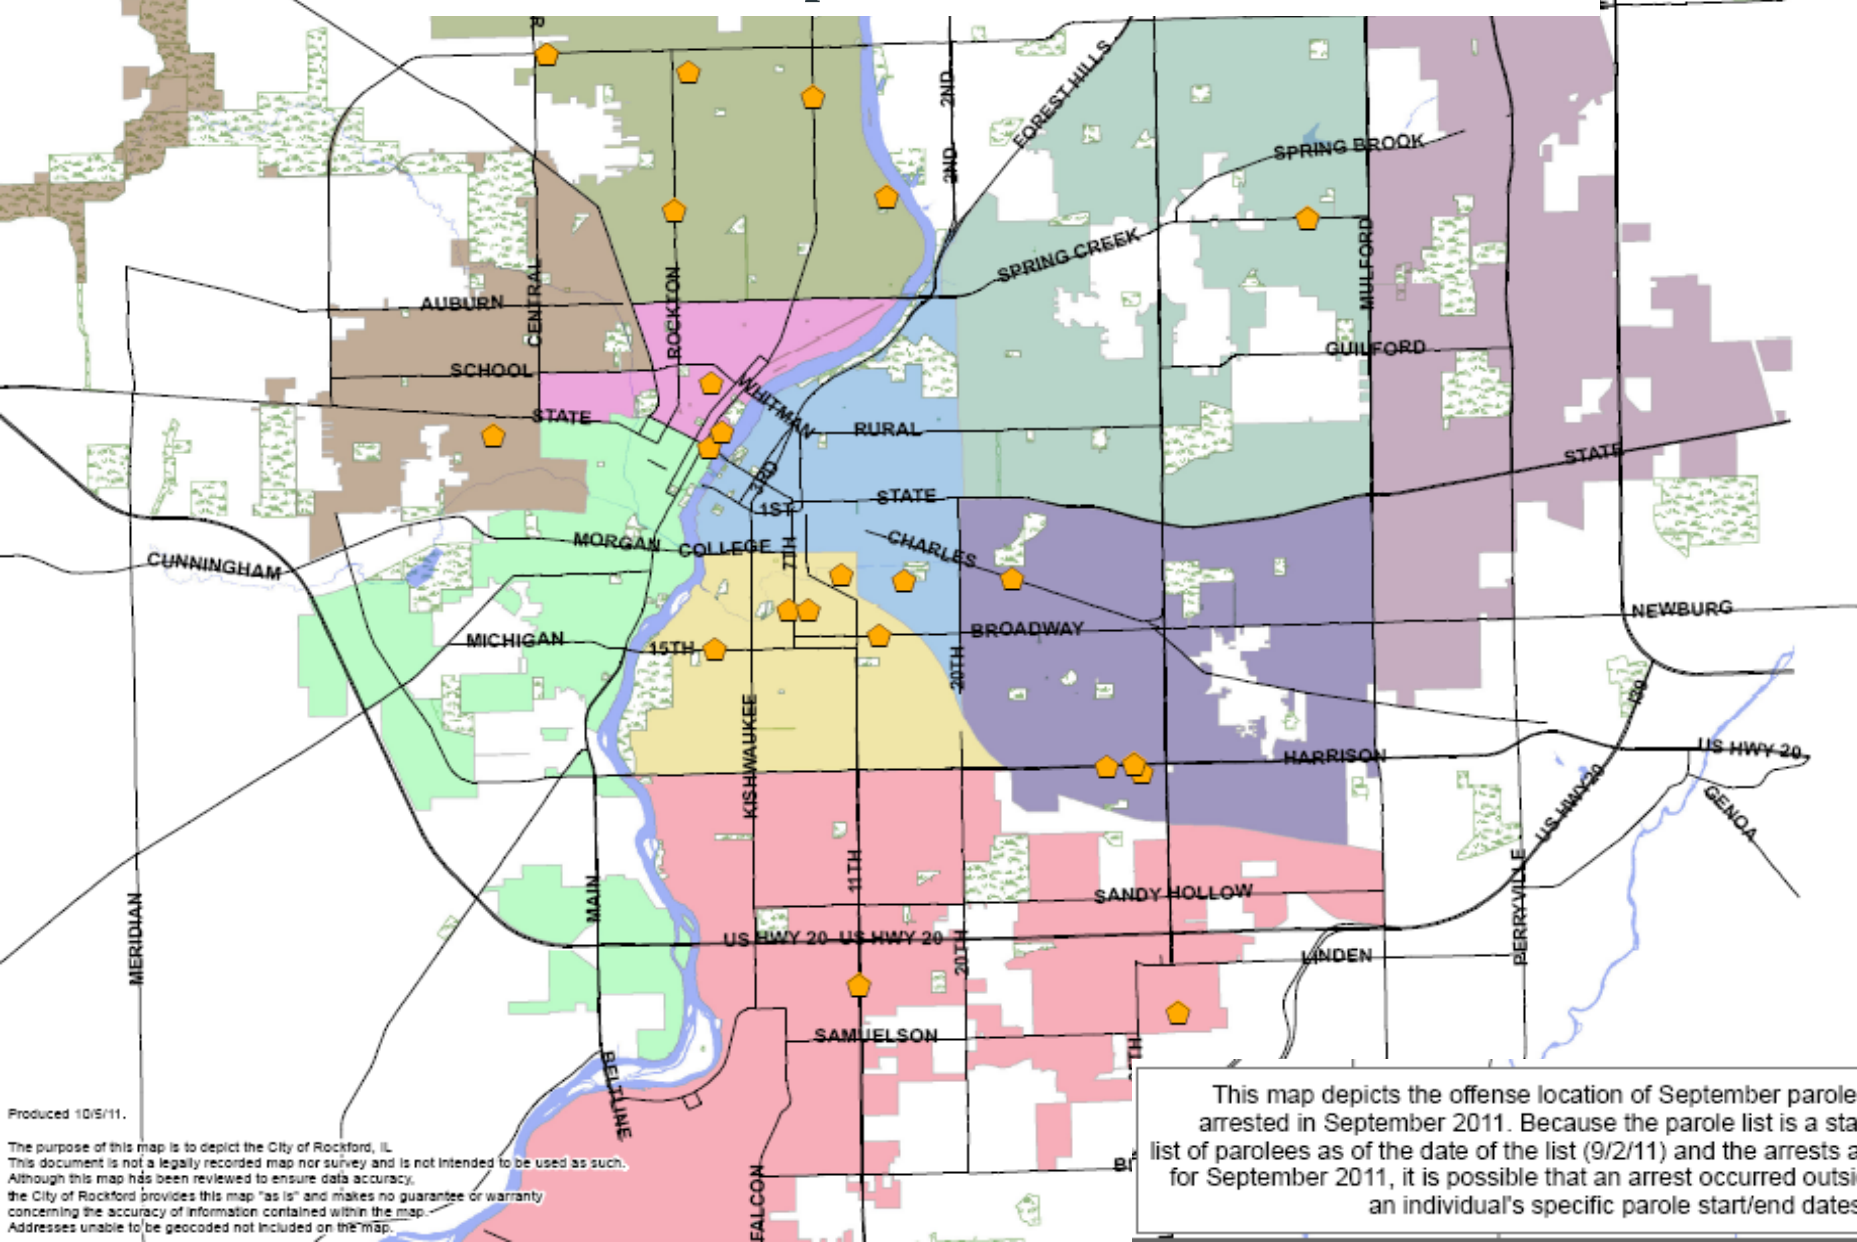 2ND
FOREST HILLS
2ND
SPRING BROOK
SPRING CREEK
MULFORD
AUBURN
CENTRAL
ROCKTON
SCHOOL
GUILFORD
WHITMAN
STATE
RURAL
STATE
3RD
STATE
1ST
MORGAN
COLLEGE
7TH
CHARLES
CUNNINGHAM
NEWBURG
BROADWAY
MICHIGAN
15TH
20TH
I39
KISHWAUKEE
HARRISON
US HWY 20
US HWY 20
GENOA
11TH
MAIN
SANDY HOLLOW
PERRYVILLE
MERIDIAN
US HWY 20
US HWY 20
20TH
LINDEN
SAMUELSON
TH
BELTLINE
FALCON
Produced 10/5/11.
The purpose of this map is to depict the City of Rockford, IL
This document is not a legally recorded map nor survey and is not intended to be used as such.
Although this map has been reviewed to ensure data accuracy,
the City of Rockford provides this map "as is" and makes no guarantee or warranty
concerning the accuracy of information contained within the map.
Addresses unable to be geocoded not included on the map.
This map depicts the offense location of September parole
arrested in September 2011. Because the parole list is a sta
list of parolees as of the date of the list (9/2/11) and the arrests a
for September 2011, it is possible that an arrest occurred outsi
an individual's specific parole start/end dates